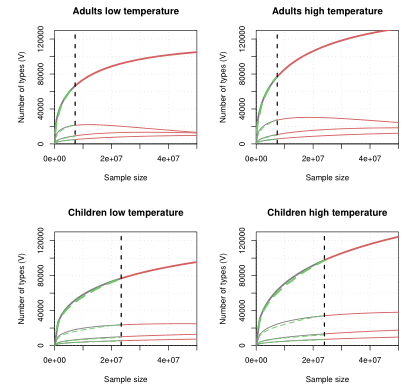 Adults low temperature
Number of types (V)
0 40000 80000 120000
0e+00 2e+07 4e+07
Sample size
Adults high temperature
Number of types (V)
0 40000 80000 120000
0e+00 2e+07 4e+07
Sample size
Children low temperature
Number of types (V)
0 40000 80000 120000
0e+00 2e+07 4e+07
Sample size
Children high temperature
Number of types (V)
0 40000 80000 120000
0e+00 2e+07 4e+07
Sample size